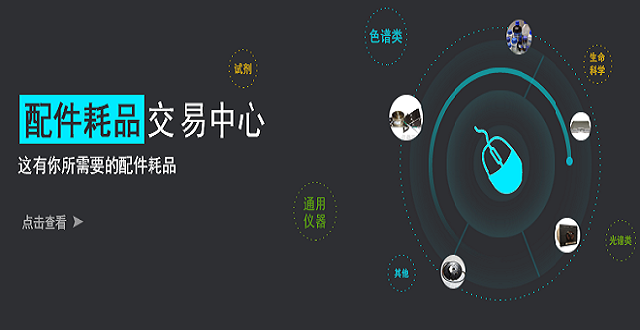 配件耗品交易中心
这有你所需要的配件耗品
点击查看
试剂
色谱类
生命
科学
通用
仪器
光谱类
其他